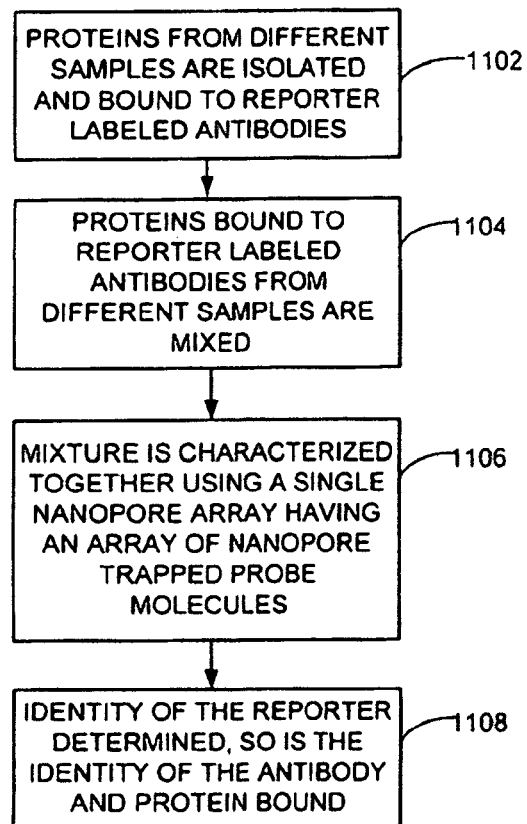 PROTEINS FROM DIFFERENT
SAMPLES ARE ISOLATED
AND BOUND TO REPORTER
LABELED ANTIBODIES
1102
PROTEINS BOUND TO
REPORTER LABELED
ANTIBODIES FROM
DIFFERENT SAMPLES ARE
MIXED
1104
MIXTURE IS CHARACTERIZED
TOGETHER USING A SINGLE
NANOPORE ARRAY HAVING
AN ARRAY OF NANOPORE
TRAPPED PROBE
MOLECULES
1106
IDENTITY OF THE REPORTER
DETERMINED, SO IS THE
IDENTITY OF THE ANTIBODY
AND PROTEIN BOUND
1108